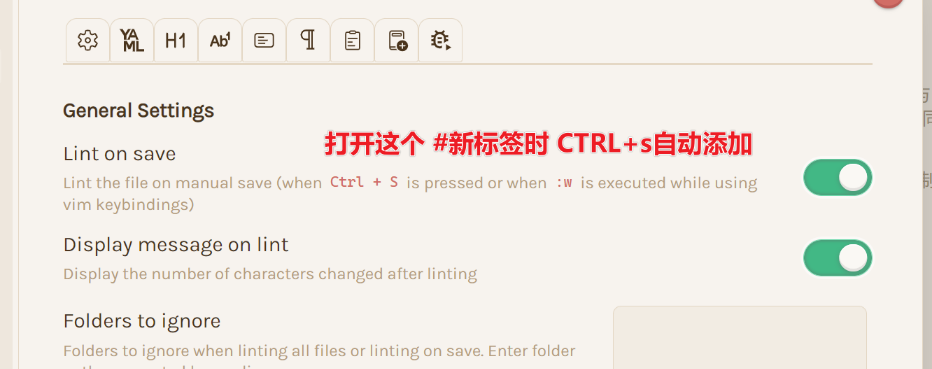 YA
ML
H1
Ab¹
General Settings
打开这个 #新标签时 CTRL+s自动添加
Lint on save
Lint the file on manual save (when Ctrl + S is pressed or when :w is executed while using
vim keybindings)
Display message on lint
Display the number of characters changed after linting
Folders to ignore
Folders to ignore when linting all files or linting on save. Enter folder